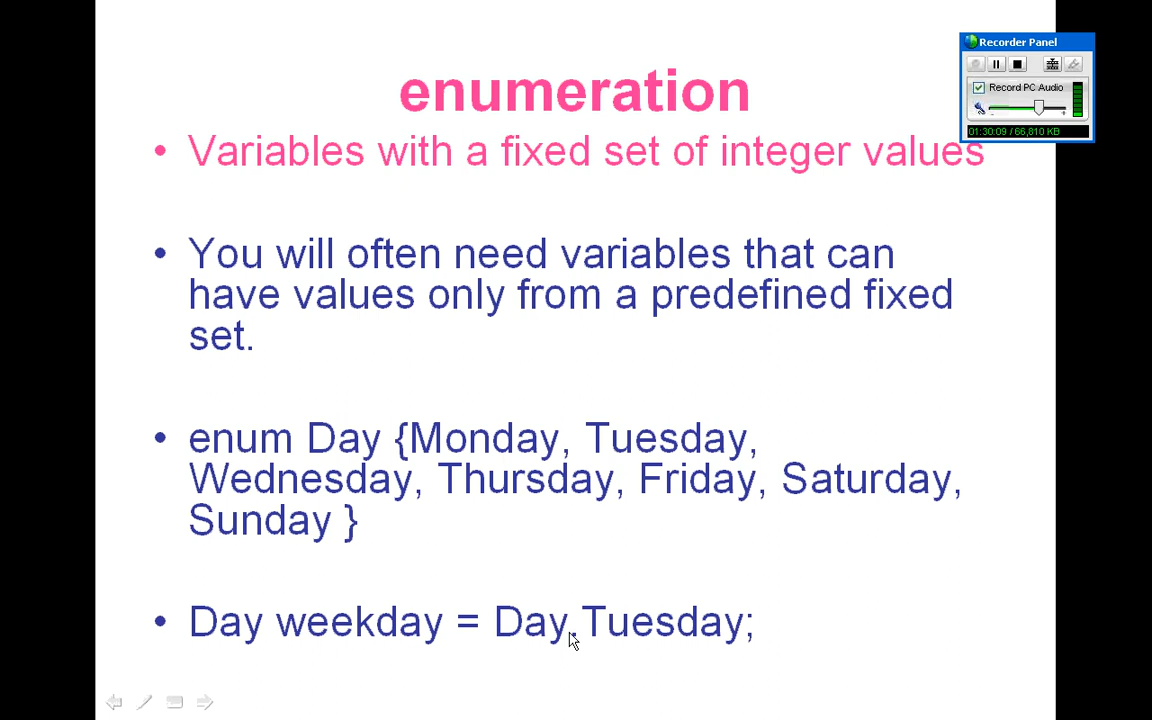 Recorder Panel
Record PC Audio
01:30:09 / 66,810 KB
enumeration
• Variables with a fixed set of integer values
• You will often need variables that can
have values only from a predefined fixed
set.
• enum Day {Monday, Tuesday,
Wednesday, Thursday, Friday, Saturday,
Sunday }
• Day weekday = Day.Tuesday;